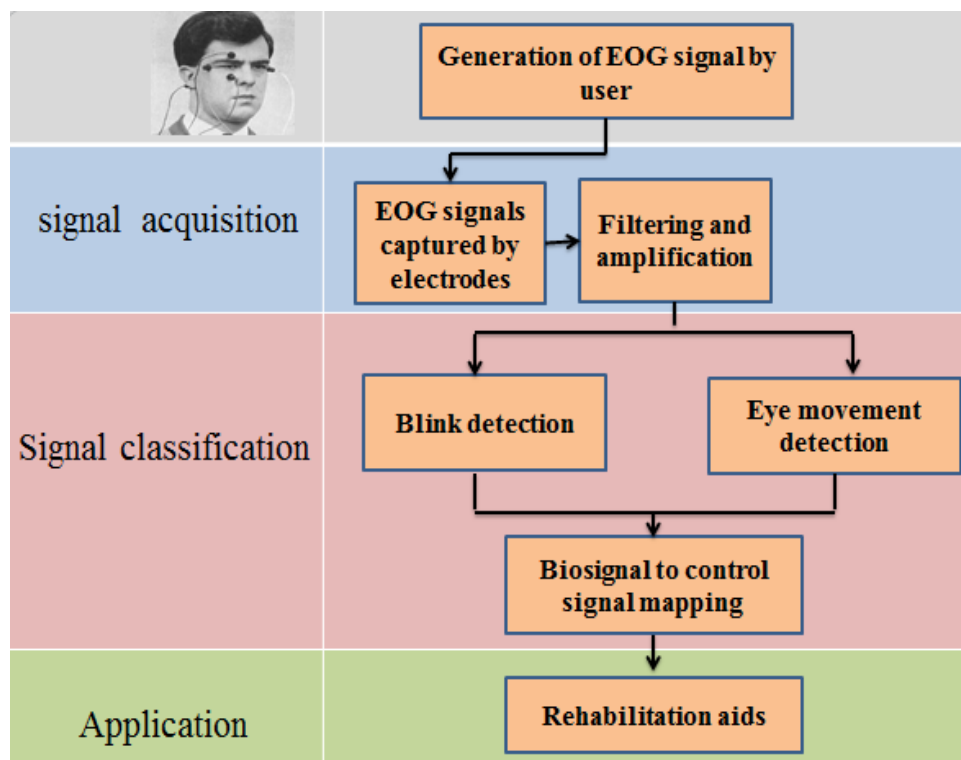 Generation of EOG signal by
user
signal acquisition
EOG signals
captured by
electrodes
Filtering and
amplification
Signal classification
Blink detection
Eye movement
detection
Biosignal to control
signal mapping
Application
Rehabilitation aids